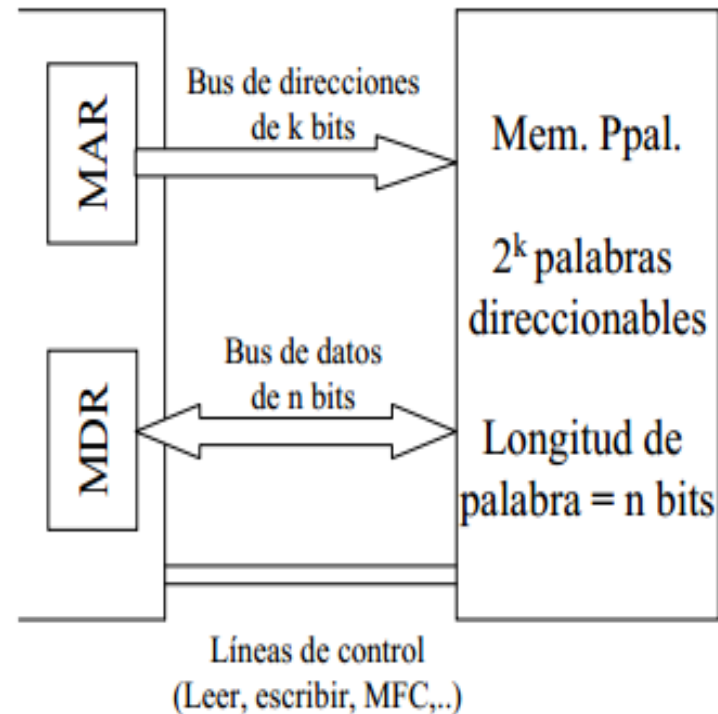 MAR
Bus de direcciones
de k bits
Mem. Ppal.
2^k palabras
direccionables
MDR
Bus de datos
de n bits
Longitud de
palabra = n bits
Líneas de control
(Leer, escribir, MFC,..)